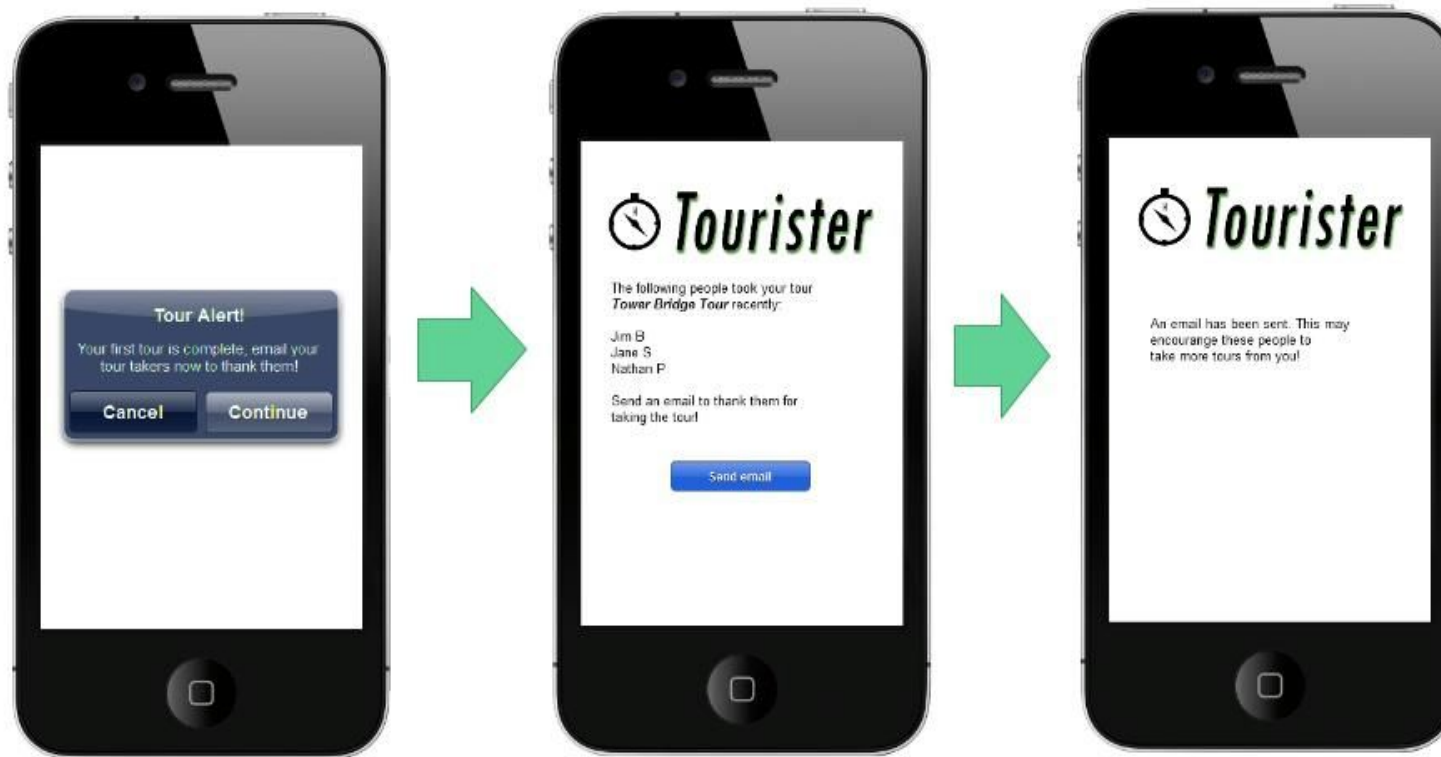 Tour Alert!
Your first tour is complete, email your
tour takers now to thank them!
Cancel
Continue
Tourister
The following people took your tour
Tower Bridge Tour recently:
Jim B
Jane S
Nathan P
Send an email to thank them for
taking the tour!
Send email
Tourister
An email has been sent. This may
encourange these people to
take more tours from you!